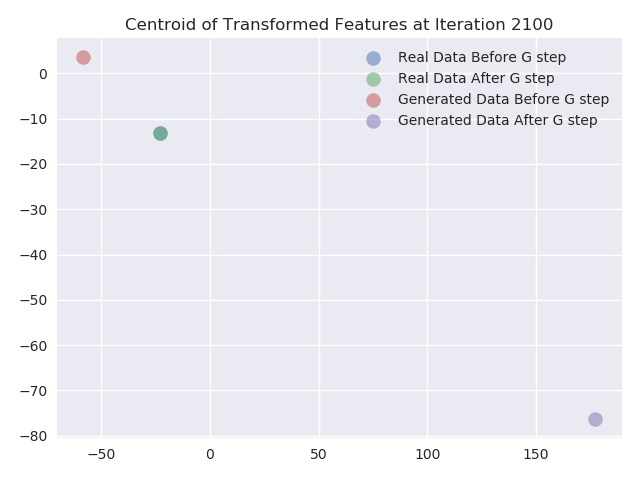 Centroid of Transformed Features at Iteration 2100
Real Data Before G step
Real Data After G step
Generated Data Before G step
Generated Data After G step
0
−10
−20
−30
−40
−50
−60
−70
−80
−50
0
50
100
150